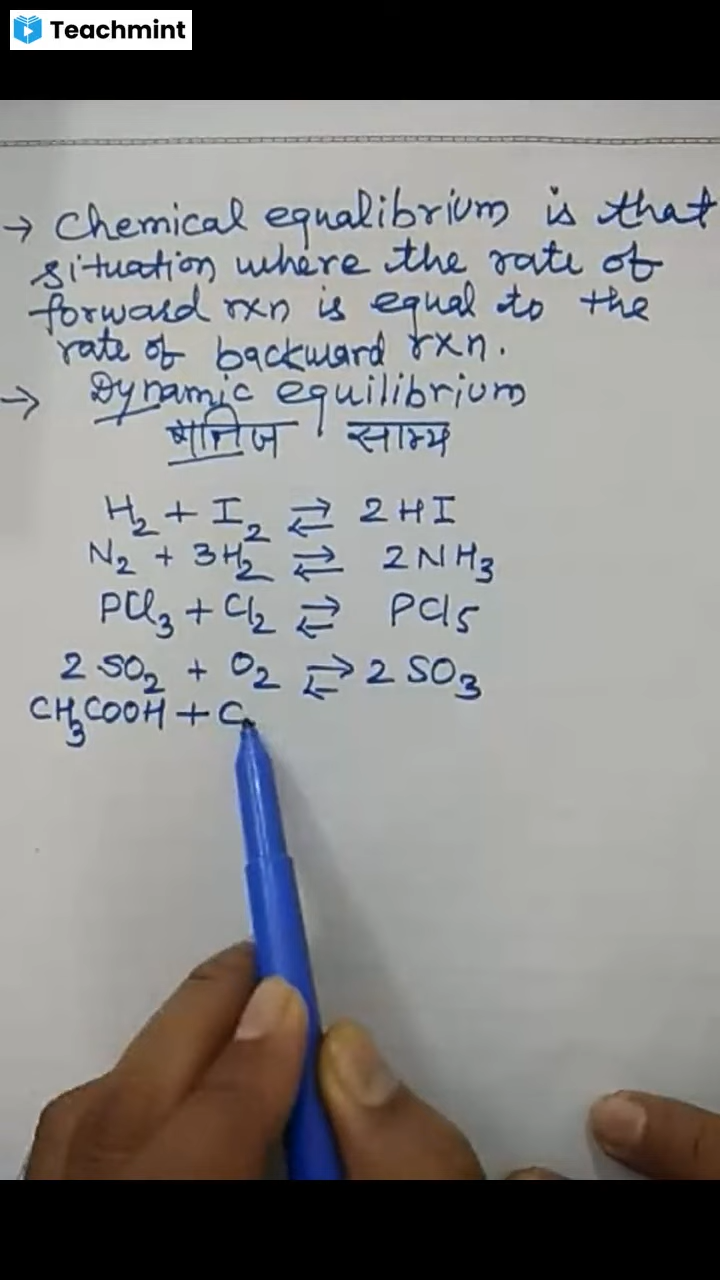 Teachmint
→ Chemical equalibrium is that
situation where the rate of
forward rxn is equal to the
rate of backward rxn.
→ Dynamic equilibrium
गतिज साम्य
H₂ + I₂ ⇌ 2HI
N₂ + 3H₂ ⇌ 2NH₃
PCl₃ + Cl₂ ⇌ PCl₅
2SO₂ + O₂ ⇌ 2SO₃
CH₃COOH + C